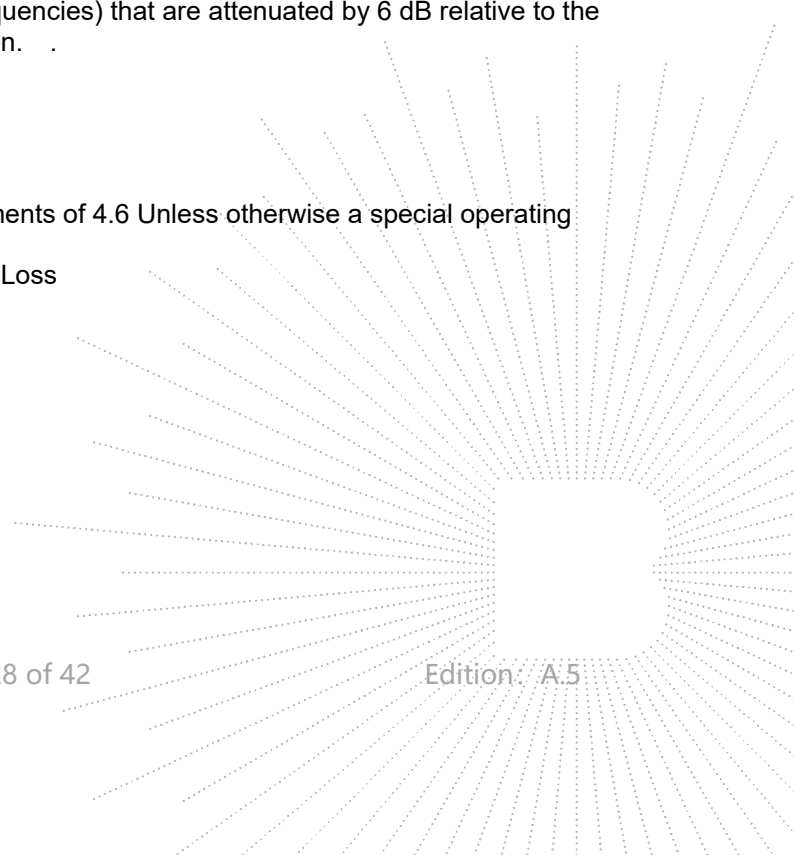 quencies) that are attenuated by 6 dB relative to the
n. .
ments of 4.6 Unless otherwise a special operating
Loss
8 of 42 Edition：A.5